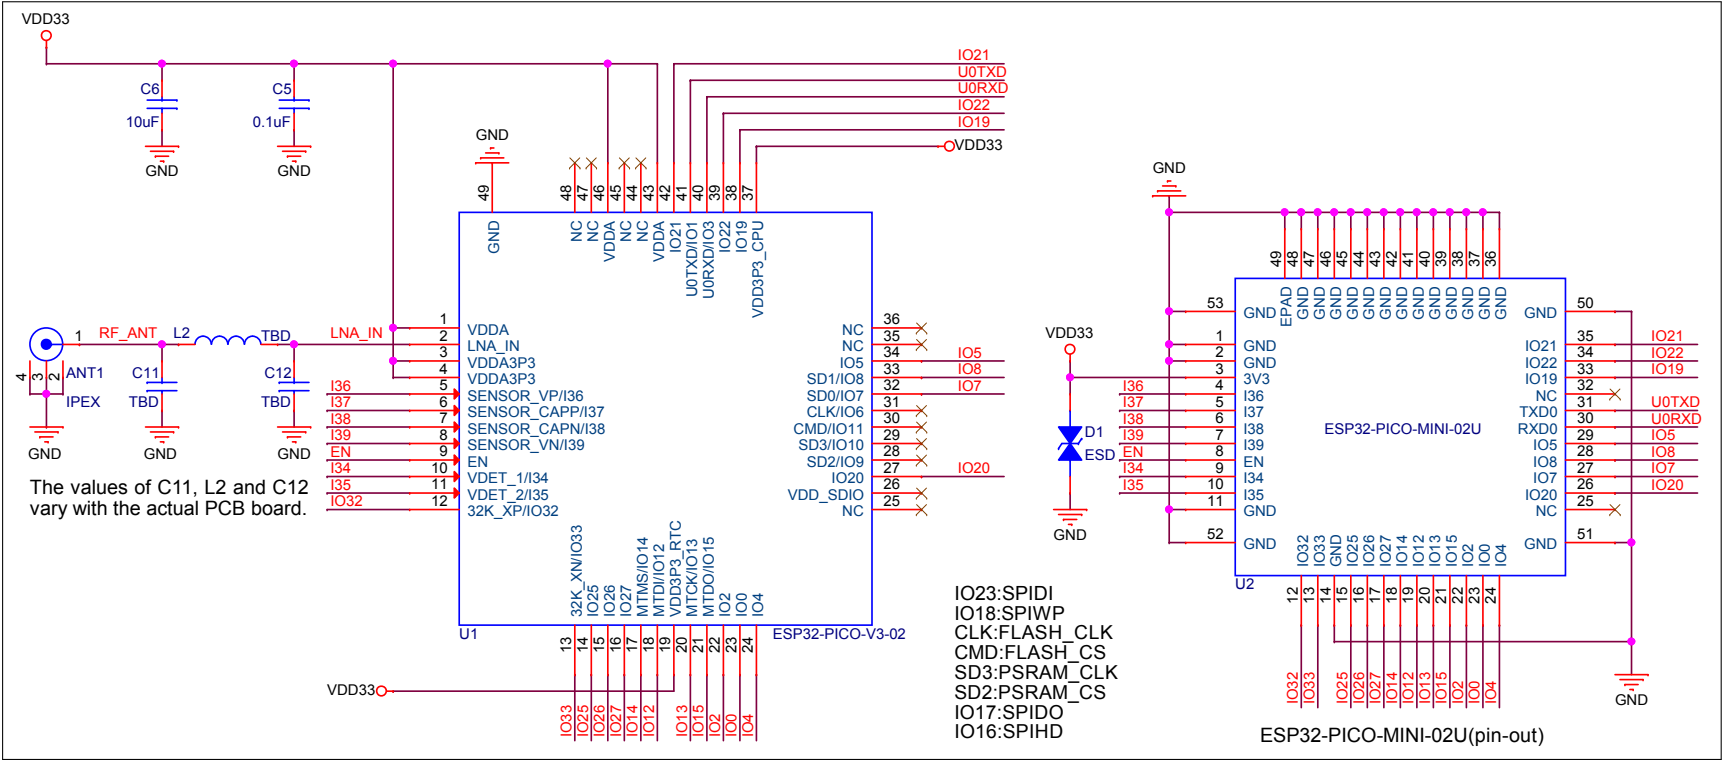 VDD33
C6
10uF
GND
C5
0.1uF
GND
GND
IO21
U0TXD
U0RXD
IO22
IO19
VDD33
49
48
47
46
45
44
43
42
41
40
39
38
37
GND
NC
NC
VDDA
NC
NC
VDDA
IO21
U0TXD/IO1
U0RXD/IO3
IO22
IO19
VDD3P3_CPU
1
RF_ANT
L2
TBD
LNA_IN
4
3
2
ANT1
IPEX
GND
C11
TBD
GND
C12
TBD
GND
The values of C11, L2 and C12
vary with the actual PCB board.
I36
I37
I38
I39
EN
I34
I35
IO32
1 VDDA
2 LNA_IN
3 VDDA3P3
4 VDDA3P3
5 SENSOR_VP/I36
6 SENSOR_CAPP/I37
7 SENSOR_CAPN/I38
8 SENSOR_VN/I39
9 EN
10 VDET_1/I34
11 VDET_2/I35
12 32K_XP/IO32
NC 36
NC 35
IO5 34 IO5
SD1/IO8 33 IO8
SD0/IO7 32 IO7
CLK/IO6 31
CMD/IO11 30
SD3/IO10 29
SD2/IO9 28
IO20 27 IO20
VDD_SDIO 26
NC 25
32K_XN/IO33
IO25
IO26
IO27
MTMS/IO14
MTDI/IO12
VDD3P3_RTC
MTCK/IO13
MTDO/IO15
IO2
IO0
IO4
U1
ESP32-PICO-V3-02
13
14
15
16
17
18
19
20
21
22
23
24
VDD33
IO33
IO25
IO26
IO27
IO14
IO12
IO13
IO15
IO2
IO0
IO4
IO23:SPIDI
IO18:SPIWP
CLK:FLASH_CLK
CMD:FLASH_CS
SD3:PSRAM_CLK
SD2:PSRAM_CS
IO17:SPIDO
IO16:SPIHD
VDD33
D1
ESD
GND
GND
49
48
47
46
45
44
43
42
41
40
39
38
37
36
EPAD
GND
GND
GND
GND
GND
GND
GND
GND
GND
GND
GND
GND
GND
I36
I37
I38
I39
EN
I34
I35
53 GND
1 GND
2 GND
3 3V3
4 I36
5 I37
6 I38
7 I39
8 EN
9 I34
10 I35
11 GND
52 GND
ESP32-PICO-MINI-02U
GND 50
IO21 35 IO21
IO22 34 IO22
IO19 33 IO19
NC 32
TXD0 31 U0TXD
RXD0 30 U0RXD
IO5 29 IO5
IO8 28 IO8
IO7 27 IO7
IO20 26 IO20
NC 25
GND 51
IO32
IO33
GND
IO25
IO26
IO27
IO14
IO12
IO13
IO15
IO2
IO0
IO4
U2
12
13
14
15
16
17
18
19
20
21
22
23
24
IO32
IO33
IO25
IO26
IO27
IO14
IO12
IO13
IO15
IO2
IO0
IO4
GND
ESP32-PICO-MINI-02U(pin-out)